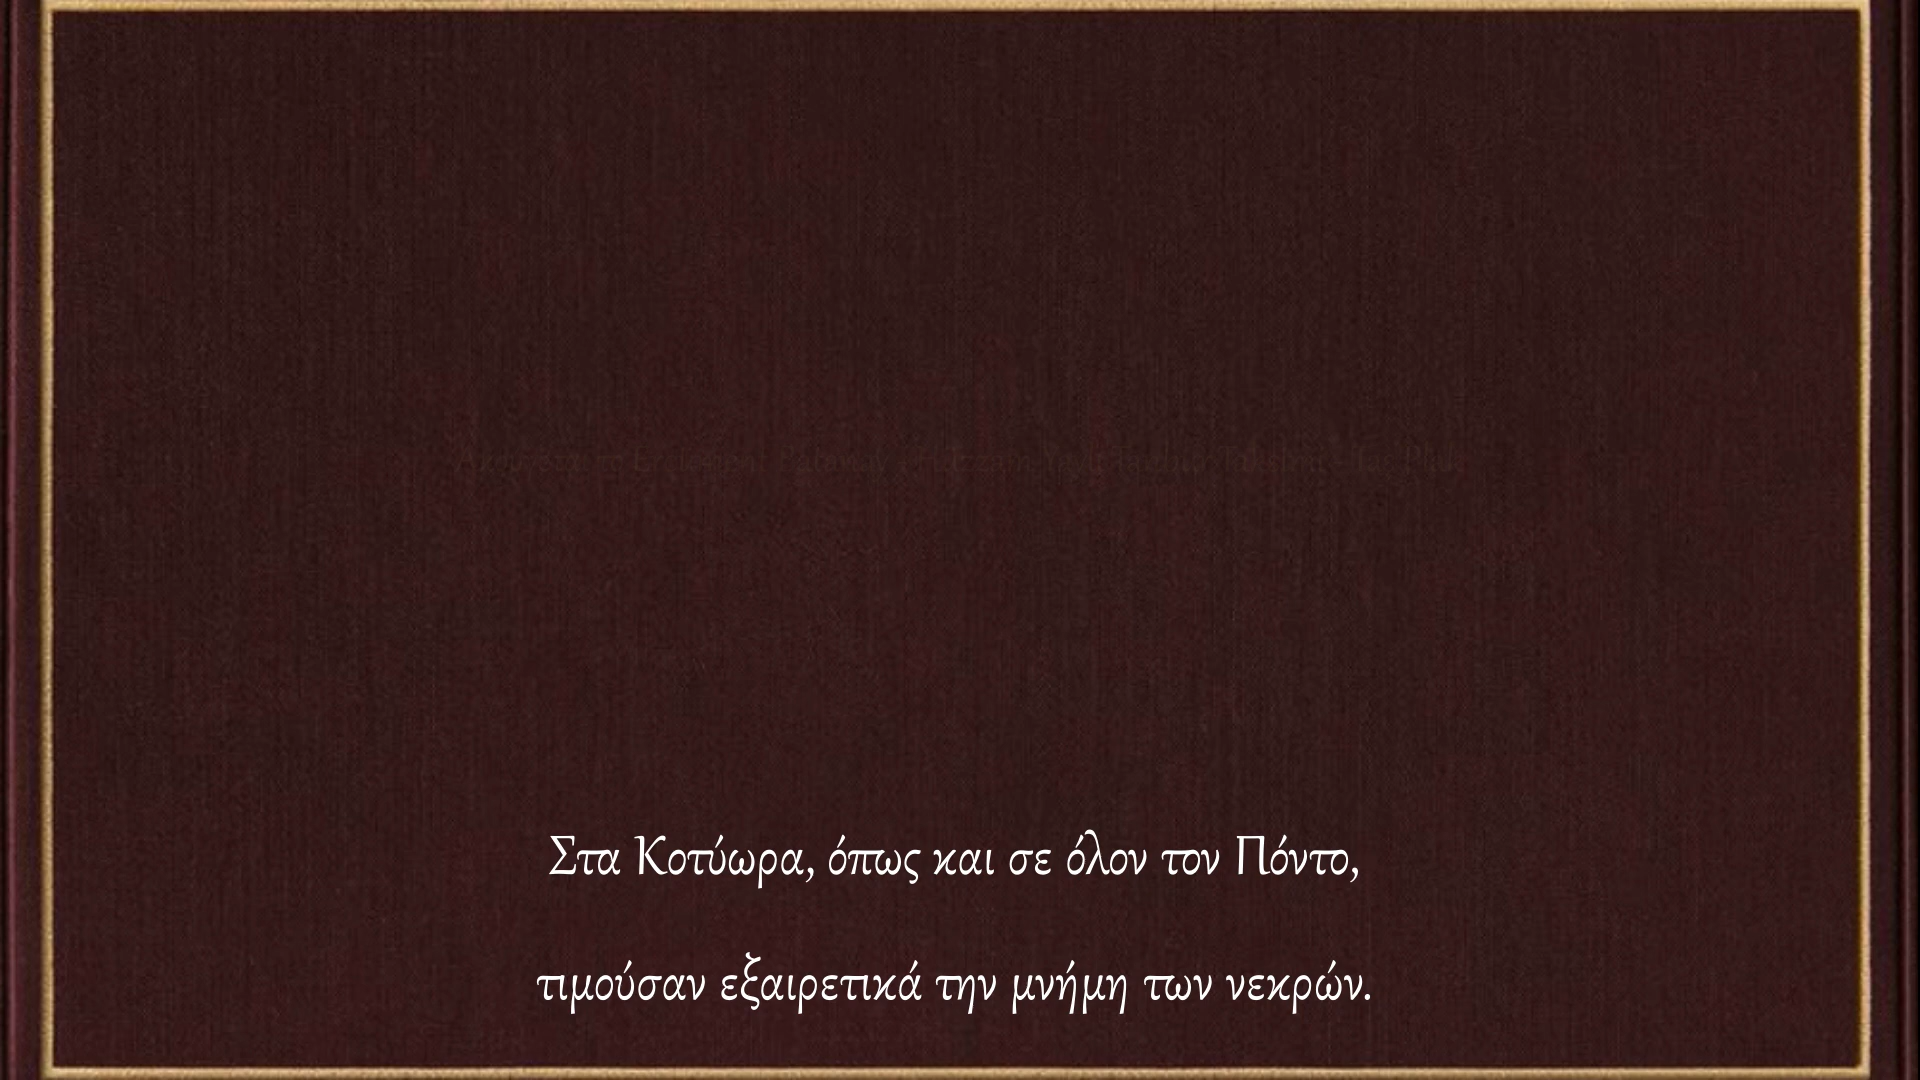 Στα Κοτύωρα, όπως και σε όλον τον Πόντο,
τιμούσαν εξαιρετικά την μνήμη των νεκρών.